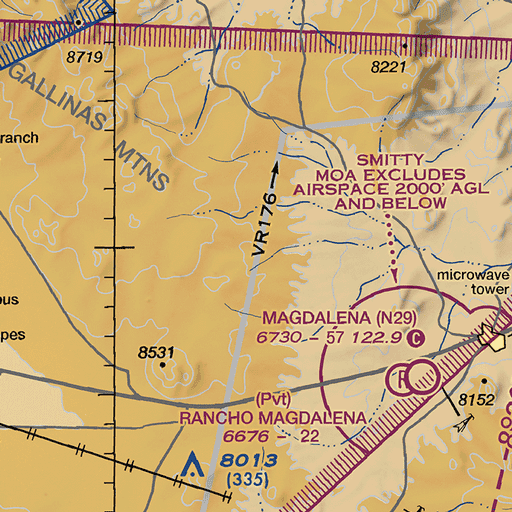 8719
8221
GALLINAS MTNS
ranch
SMITTY
MOA EXCLUDES
AIRSPACE 2000' AGL
AND BELOW
VR176
microwave
tower
ous
pes
MAGDALENA (N29)
6730 - 57 122.9 C
8531
R
(Pvt)
RANCHO MAGDALENA
6676 - 22
8152
8013
(335)